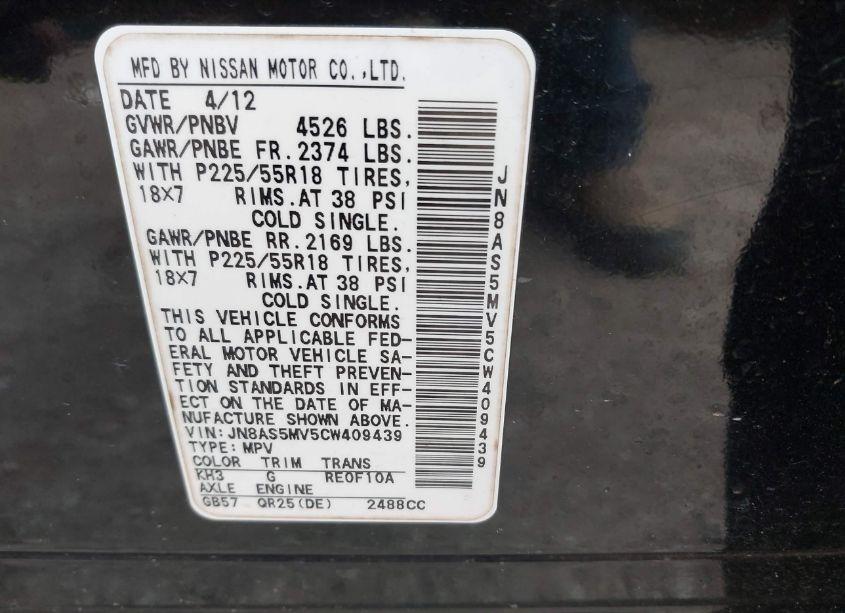 MFD BY NISSAN MOTOR CO.,LTD.
DATE 4/12
GVWR/PNBV 4526 LBS.
GAWR/PNBE FR. 2374 LBS.
WITH P225/55R18 TIRES,
18X7 RIMS.AT 38 PSI
COLD SINGLE.
GAWR/PNBE RR. 2169 LBS.
WITH P225/55R18 TIRES,
18X7 RIMS.AT 38 PSI
COLD SINGLE.
THIS VEHICLE CONFORMS
TO ALL APPLICABLE FED-
ERAL MOTOR VEHICLE SA-
FETY AND THEFT PREVEN-
TION STANDARDS IN EFF-
ECT ON THE DATE OF MA-
NUFACTURE SHOWN ABOVE.
VIN: JN8AS5MV5CW409439
TYPE: MPV
COLOR TRIM TRANS
KH3 G RE0F10A
AXLE ENGINE
GB57 QR25(DE) 2488CC
JN8AS5MV5CW409439